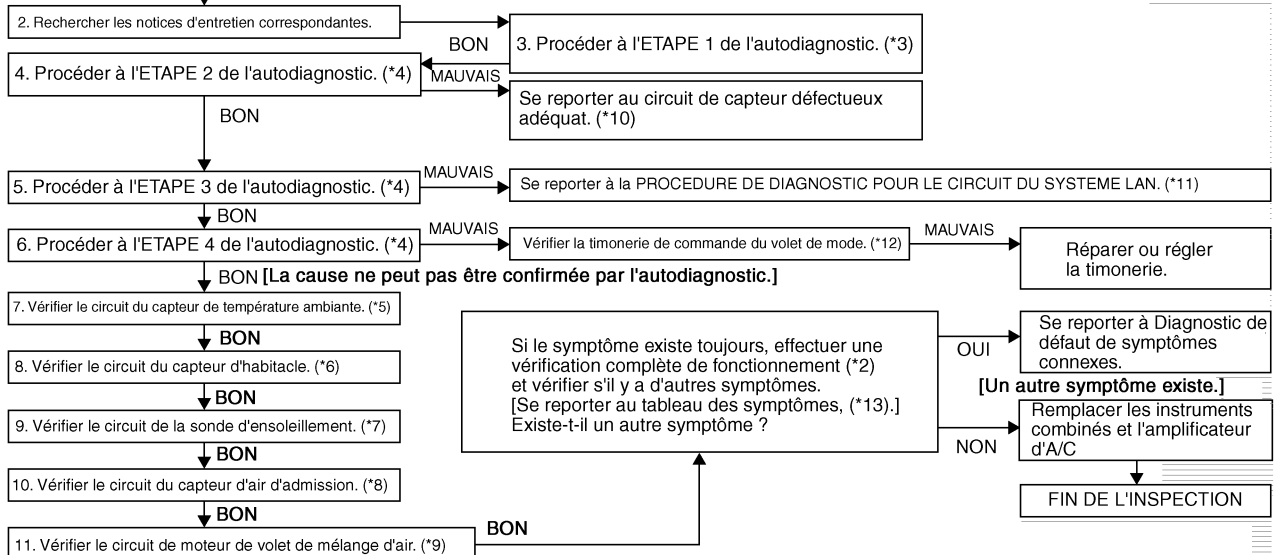 2. Rechercher les notices d'entretien correspondantes.
BON
3. Procéder à l'ETAPE 1 de l'autodiagnostic. (*3)
4. Procéder à l'ETAPE 2 de l'autodiagnostic. (*4)
MAUVAIS
Se reporter au circuit de capteur défectueux
adéquat. (*10)
BON
5. Procéder à l'ETAPE 3 de l'autodiagnostic. (*4)
MAUVAIS
Se reporter à la PROCEDURE DE DIAGNOSTIC POUR LE CIRCUIT DU SYSTEME LAN. (*11)
BON
6. Procéder à l'ETAPE 4 de l'autodiagnostic. (*4)
MAUVAIS
Vérifier la timonerie de commande du volet de mode. (*12)
MAUVAIS
Réparer ou régler
la timonerie.
BON [La cause ne peut pas être confirmée par l'autodiagnostic.]
7. Vérifier le circuit du capteur de température ambiante. (*5)
BON
8. Vérifier le circuit du capteur d'habitacle. (*6)
BON
9. Vérifier le circuit de la sonde d'ensoleillement. (*7)
BON
10. Vérifier le circuit du capteur d'air d'admission. (*8)
BON
11. Vérifier le circuit de moteur de volet de mélange d'air. (*9)
BON
Si le symptôme existe toujours, effectuer une
vérification complète de fonctionnement (*2)
et vérifier s'il y a d'autres symptômes.
[Se reporter au tableau des symptômes, (*13).]
Existe-t-il un autre symptôme ?
OUI
Se reporter à Diagnostic de
défaut de symptômes
connexes.
[Un autre symptôme existe.]
NON
Remplacer les instruments
combinés et l'amplificateur
d'A/C
FIN DE L'INSPECTION